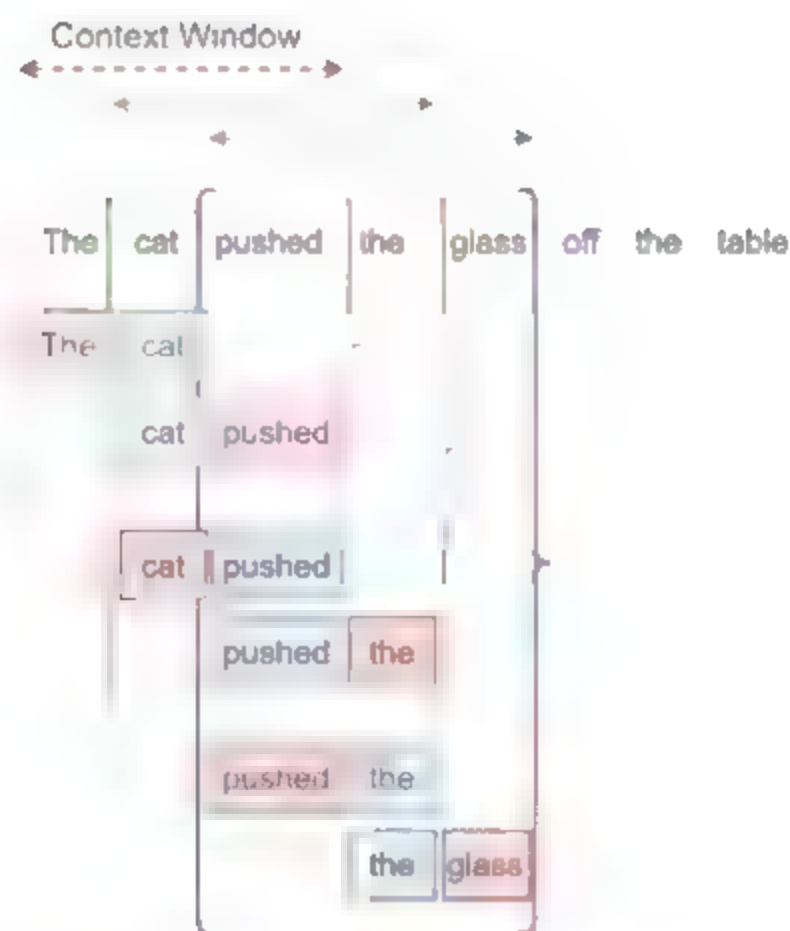 Context Window
The cat pushed the glass off the table
The cat
cat pushed
cat pushed
pushed the
pushed the
the glass